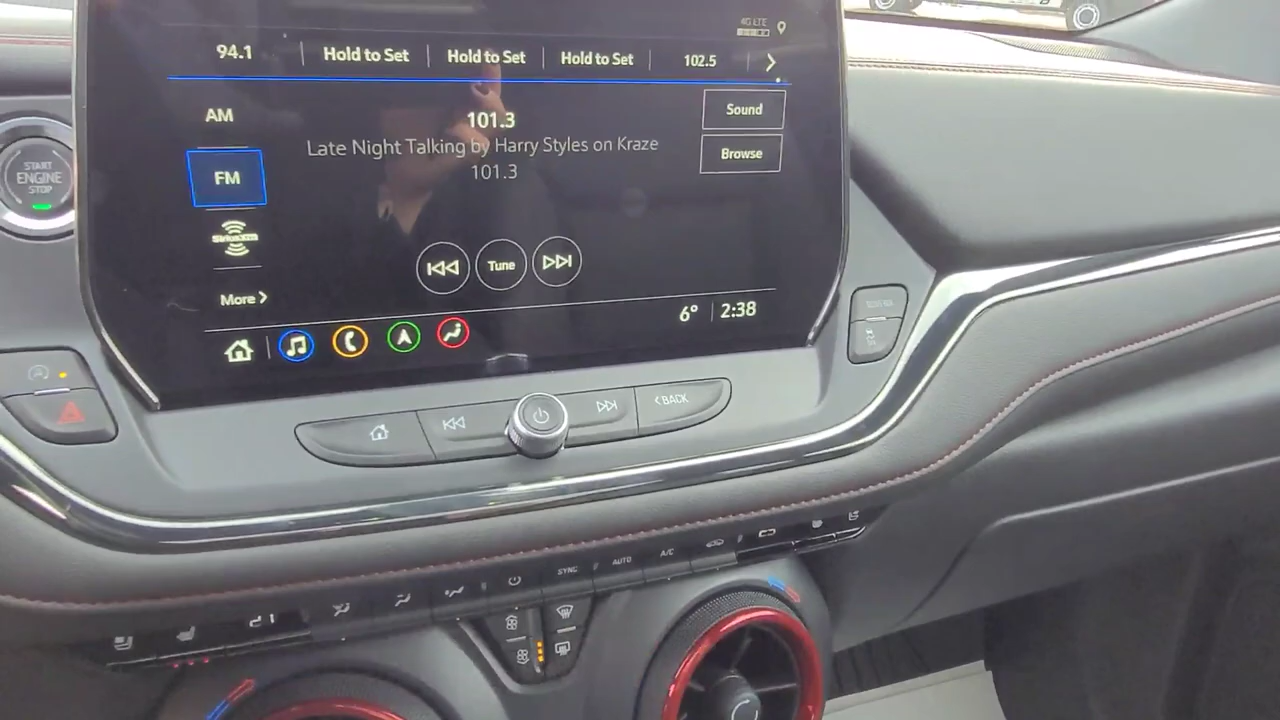 4G LTE
94.1 Hold to Set Hold to Set Hold to Set 102.5
AM
101.3
Sound
Late Night Talking by Harry Styles on Kraze
101.3
Browse
START
ENGINE
STOP
FM
SiriusXM
Tune
More
6° 2:38
BACK
SYNC AUTO A/C